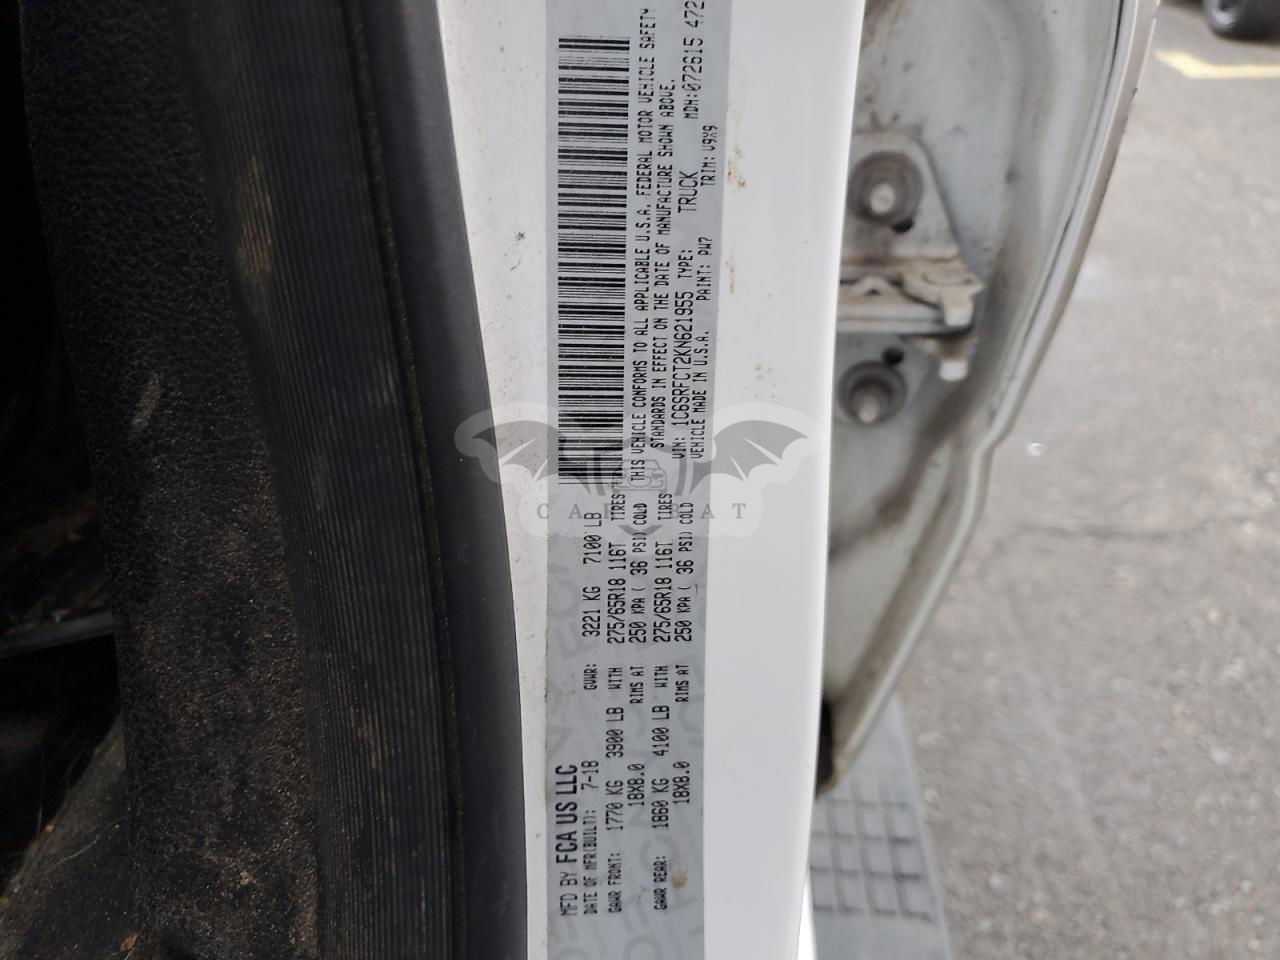 MFD BY FCA US LLC
DATE OF MFR(BUILT): 7-18 GVWR: 3221 KG 7100 LB
GAWR FRONT: 1770 KG 3900 LB WITH 275/65R18 116T TIRES
18X8.0 RIMS AT 250 KPA ( 36 PSI) COLD
GAWR REAR: 1860 KG 4100 LB WITH 275/65R18 116T TIRES
18X8.0 RIMS AT 250 KPA ( 36 PSI) COLD
THIS VEHICLE CONFORMS TO ALL APPLICABLE U.S.A. FEDERAL MOTOR VEHICLE SAFETY
STANDARDS IN EFFECT ON THE DATE OF MANUFACTURE SHOWN ABOVE.
VIN: 1C6SRFCT2KN621955 TYPE: TRUCK MDH:072615 472
VEHICLE MADE IN U.S.A. PAINT: PW7 TRIM: V9X9